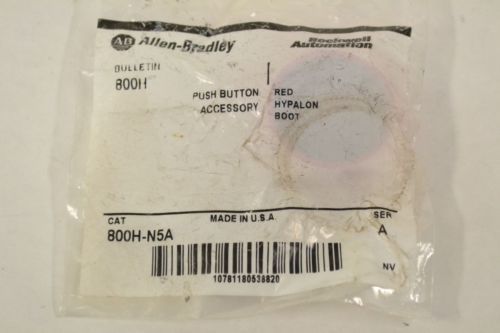 AB Allen-Bradley
Rockwell
Automation
BULLETIN
800H
PUSH BUTTON RED
ACCESSORY HYPALON
BOOT
CAT MADE IN U.S.A. SER
800H-N5A A
10781180538820 NV